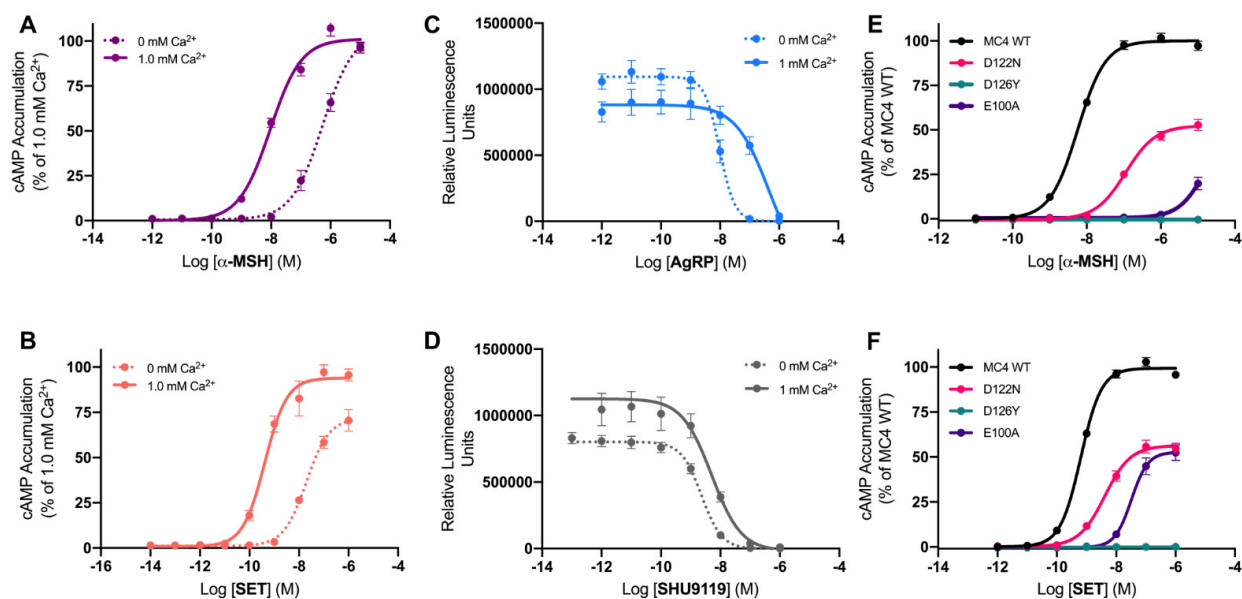 A
0 mM Ca²⁺
1.0 mM Ca²⁺
cAMP Accumulation
(% of 1.0 mM Ca²⁺)
100
75
50
25
0
-14 -12 -10 -8 -6 -4
Log [α-MSH] (M)
C
0 mM Ca²⁺
1 mM Ca²⁺
Relative Luminescence
Units
1500000
1000000
500000
0
-14 -12 -10 -8 -6 -4
Log [AgRP] (M)
E
MC4 WT
D122N
D126Y
E100A
cAMP Accumulation
(% of MC4 WT)
100
75
50
25
0
-12 -10 -8 -6 -4
Log [α-MSH] (M)
B
0 mM Ca²⁺
1.0 mM Ca²⁺
cAMP Accumulation
(% of 1.0 mM Ca²⁺)
100
75
50
25
0
-16 -14 -12 -10 -8 -6 -4
Log [SET] (M)
D
0 mM Ca²⁺
1 mM Ca²⁺
Relative Luminescence
Units
1500000
1000000
500000
0
-14 -12 -10 -8 -6 -4
Log [SHU9119] (M)
F
MC4 WT
D122N
D126Y
E100A
cAMP Accumulation
(% of MC4 WT)
100
75
50
25
0
-14 -12 -10 -8 -6 -4
Log [SET] (M)